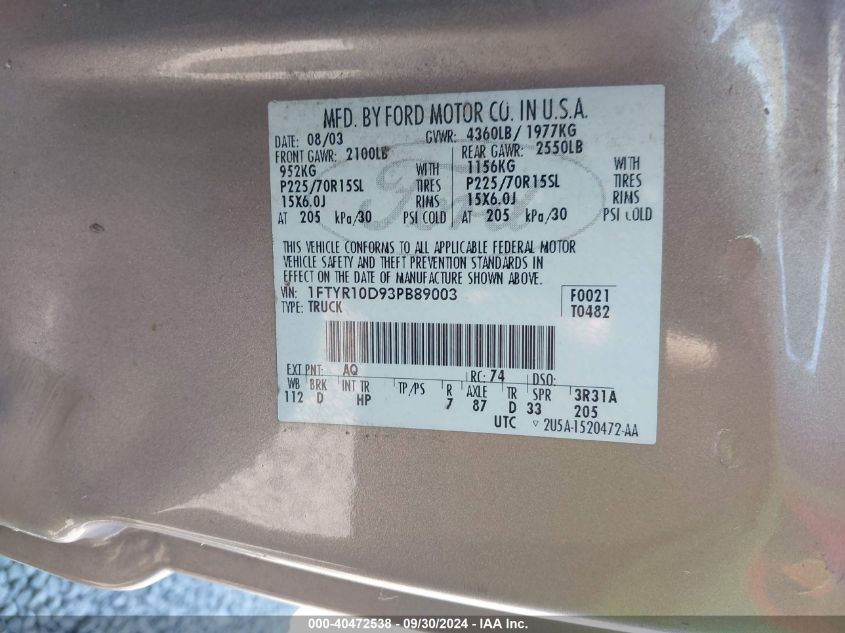 MFD. BY FORD MOTOR CO. IN U.S.A.
DATE: 08/03 GVWR: 4360LB/ 1977KG
FRONT GAWR: 2100LB REAR GAWR: 2550LB
952KG WITH 1156KG WITH
P225/70R15SL TIRES P225/70R15SL TIRES
15X6.0J RIMS 15X6.0J RIMS
AT 205 kPa/30 PSI COLD AT 205 kPa/30 PSI COLD
Ford
THIS VEHICLE CONFORMS TO ALL APPLICABLE FEDERAL MOTOR
VEHICLE SAFETY AND THEFT PREVENTION STANDARDS IN
EFFECT ON THE DATE OF MANUFACTURE SHOWN ABOVE.
VIN: 1FTYR10D93PB89003 F0021
TYPE: TRUCK T0482
EXT PNT: AQ RC: 74 DSO:
WB BRK INT TR TP/PS R AXLE TR SPR 3R31A
112 D HP 7 87 D 33 205
UTC ▽ 2U5A-1520472-AA
000-40472538 - 09/30/2024 - IAA Inc.